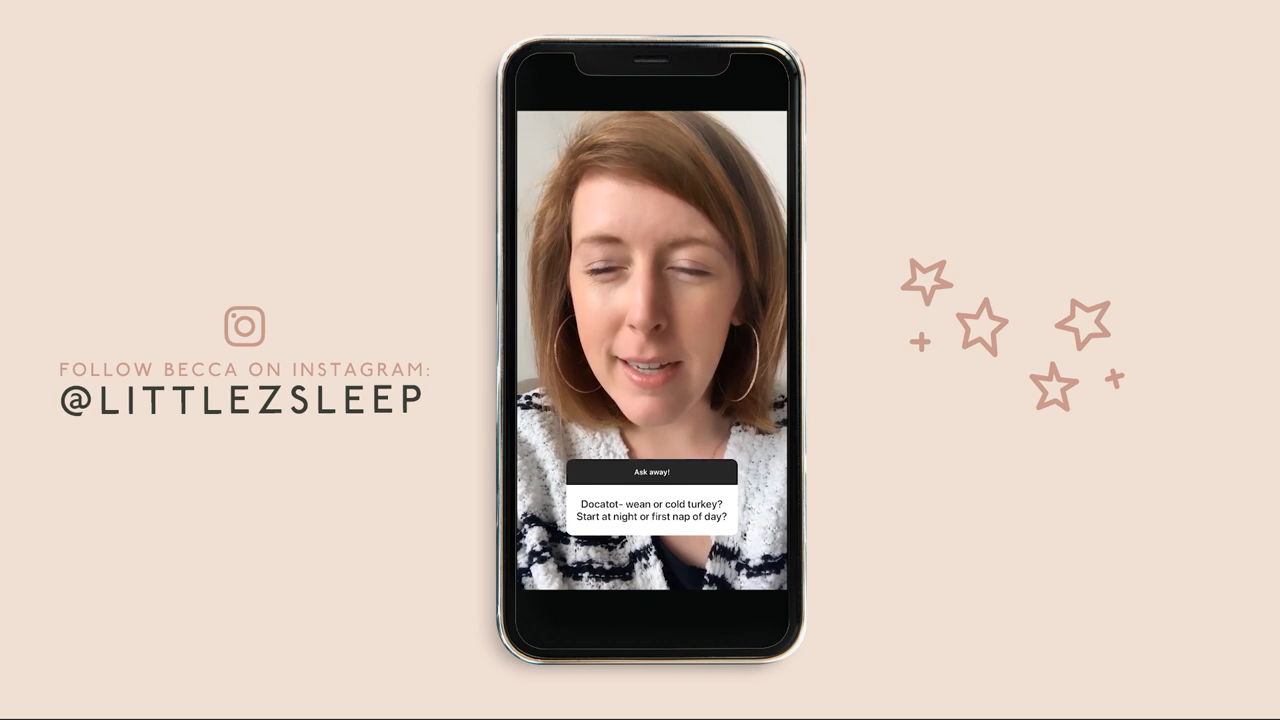 FOLLOW BECCA ON INSTAGRAM:
@LITTLEZSLEEP
Ask away!
Docatot- wean or cold turkey?
Start at night or first nap of day?